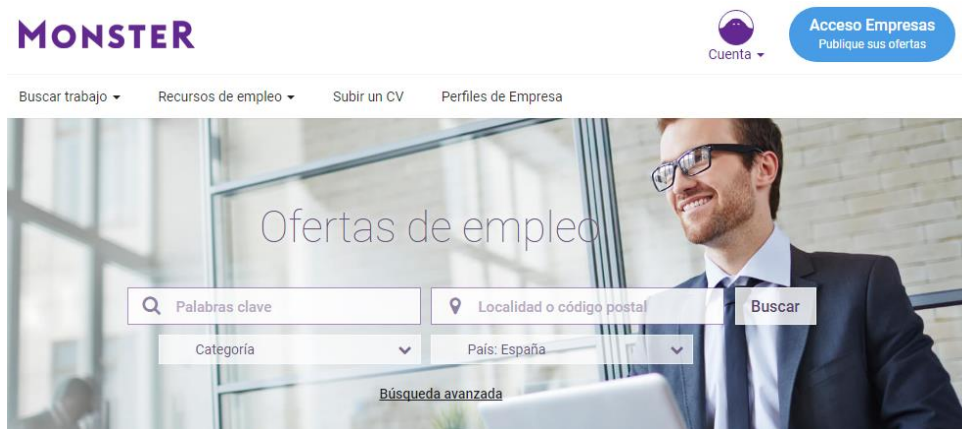 MONSTER
Cuenta
Acceso Empresas
Publique sus ofertas
Buscar trabajo
Recursos de empleo
Subir un CV
Perfiles de Empresa
Ofertas de empleo
Palabras clave
Localidad o código postal
Buscar
Categoría
País: España
Búsqueda avanzada